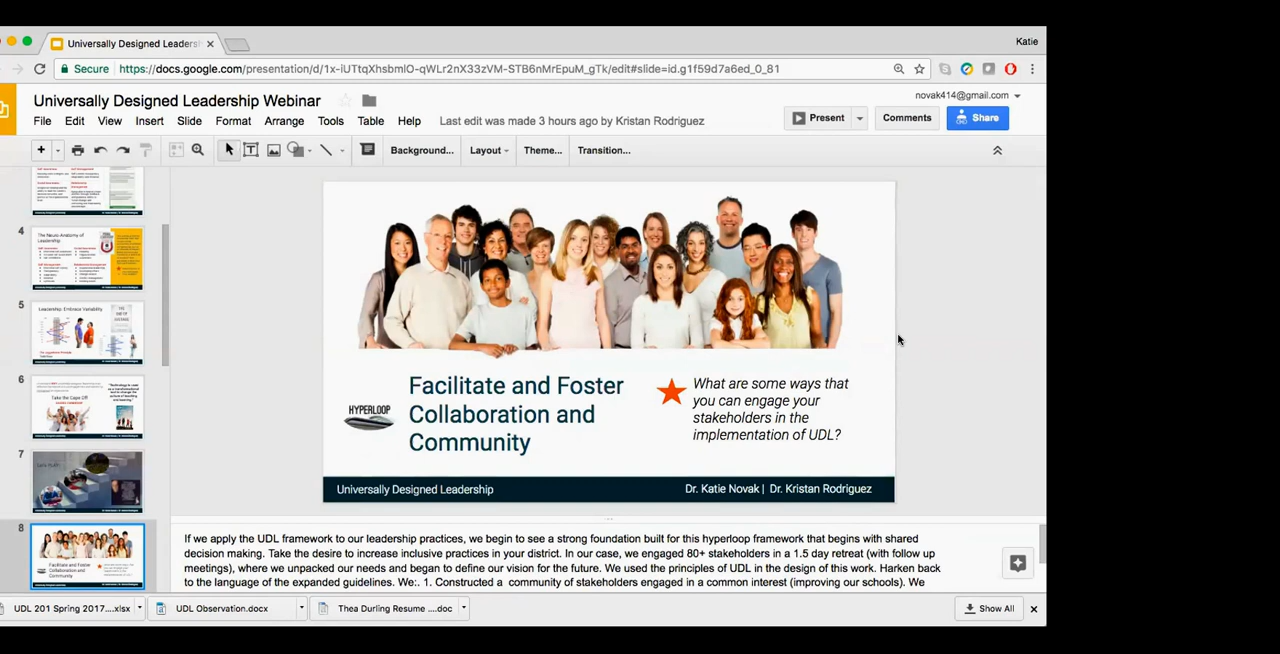 Universally Designed Leadersh
Katie
Secure
https://docs.google.com/presentation/d/1x-iUTtqXhsbmlO-qWLr2nX33zVM-STB6nMrEpuM_gTk/edit#slide=id.g1f59d7a6ed_0_81
Universally Designed Leadership Webinar
novak414@gmail.com
File Edit View Insert Slide Format Arrange Tools Table Help Last edit was made 3 hours ago by Kristan Rodriguez
Present
Comments
Share
Background... Layout Theme... Transition...
4
The Neuro-Anatomy of
Leadership
5
Leadership: Embrace Variability
6
Take the Cape Off
7
8
Facilitate and Foster
Collaboration and
Community
HYPERLOOP
Facilitate and Foster
Collaboration and
Community
What are some ways that
you can engage your
stakeholders in the
implementation of UDL?
Universally Designed Leadership
Dr. Katie Novak | Dr. Kristan Rodriguez
If we apply the UDL framework to our leadership practices, we begin to see a strong foundation built for this hyperloop framework that begins with shared
decision making. Take the desire to increase inclusive practices in your district. In our case, we engaged 80+ stakeholders in a 1.5 day retreat (with follow up
meetings), where we unpacked our needs and began to define a vision for the future. We used the principles of UDL in the design of this work. Harken back
to the language of the expanded guidelines. We:. 1. Constructed a community of stakeholders engaged in a common interest (improving our schools). We
UDL 201 Spring 2017....xlsx
UDL Observation.docx
Thea Durling Resume ....doc
Show All